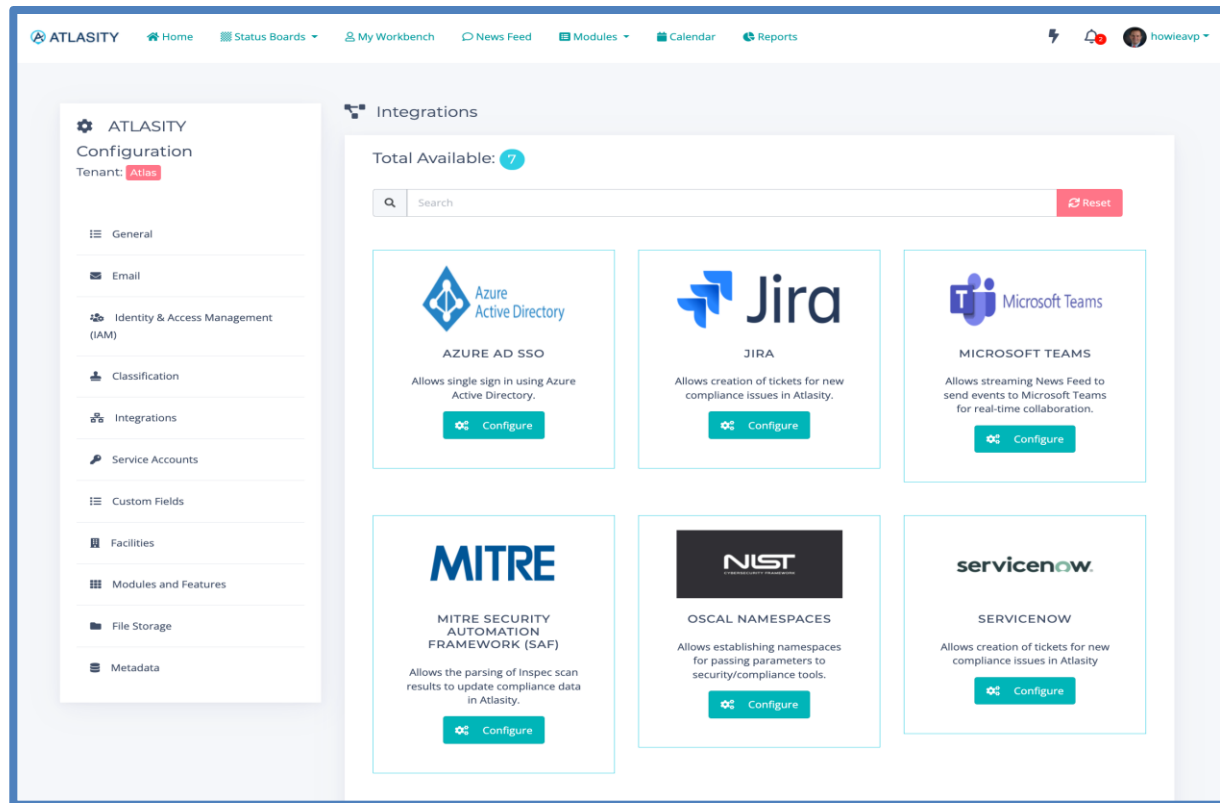 ATLASITY Home Status Boards My Workbench News Feed Modules Calendar Reports 2 howieavp
ATLASITY
Configuration
Tenant: Atlas
General
Email
Identity & Access Management
(IAM)
Classification
Integrations
Service Accounts
Custom Fields
Facilities
Modules and Features
File Storage
Metadata
Integrations
Total Available: 7
Search Reset
Azure
Active Directory
AZURE AD SSO
Allows single sign in using Azure
Active Directory.
Configure
Jira
JIRA
Allows creation of tickets for new
compliance issues in Atlasity.
Configure
Microsoft Teams
MICROSOFT TEAMS
Allows streaming News Feed to
send events to Microsoft Teams
for real-time collaboration.
Configure
MITRE
MITRE SECURITY
AUTOMATION
FRAMEWORK (SAF)
Allows the parsing of Inspec scan
results to update compliance data
in Atlasity.
Configure
NIST
CYBERSECURITY FRAMEWORK
OSCAL NAMESPACES
Allows establishing namespaces
for passing parameters to
security/compliance tools.
Configure
servicenow.
SERVICENOW
Allows creation of tickets for new
compliance issues in Atlasity
Configure